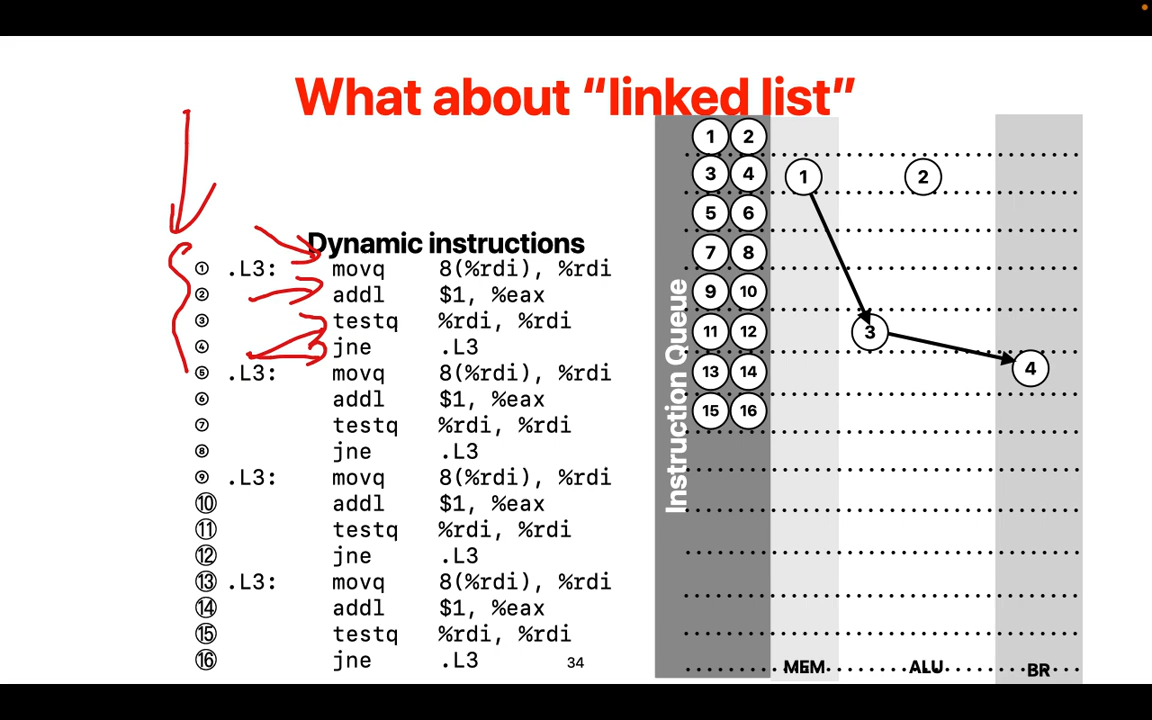 What about “linked list”
Dynamic instructions
① .L3: movq 8(%rdi), %rdi
② addl $1, %eax
③ testq %rdi, %rdi
④ jne .L3
⑤ .L3: movq 8(%rdi), %rdi
⑥ addl $1, %eax
⑦ testq %rdi, %rdi
⑧ jne .L3
⑨ .L3: movq 8(%rdi), %rdi
⑩ addl $1, %eax
⑪ testq %rdi, %rdi
⑫ jne .L3
⑬ .L3: movq 8(%rdi), %rdi
⑭ addl $1, %eax
⑮ testq %rdi, %rdi
⑯ jne .L3
34
Instruction Queue
1 2
3 4 1 2
5 6
7 8
9 10
11 12 3
13 14 4
15 16
MEM ALU BR